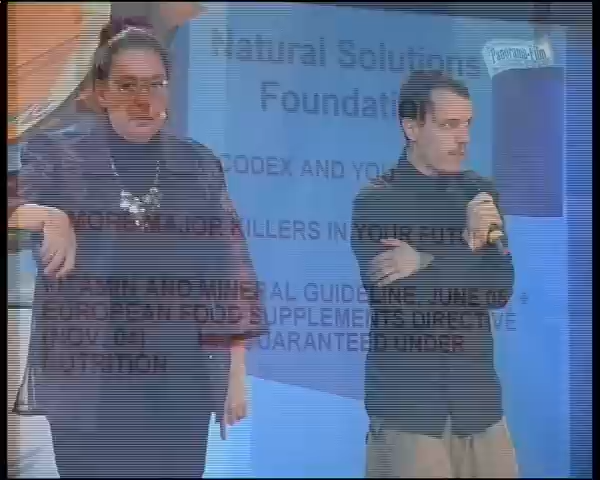 Panorama-Film
Natural Solutions
Foundation
CODEX AND YOU
MORE MAJOR KILLERS IN YOUR FUTURE
VITAMIN AND MINERAL GUIDELINE, JUNE 05 +
EUROPEAN FOOD SUPPLEMENTS DIRECTIVE
(NOV. 04) GUARANTEED UNDER
NUTRITION